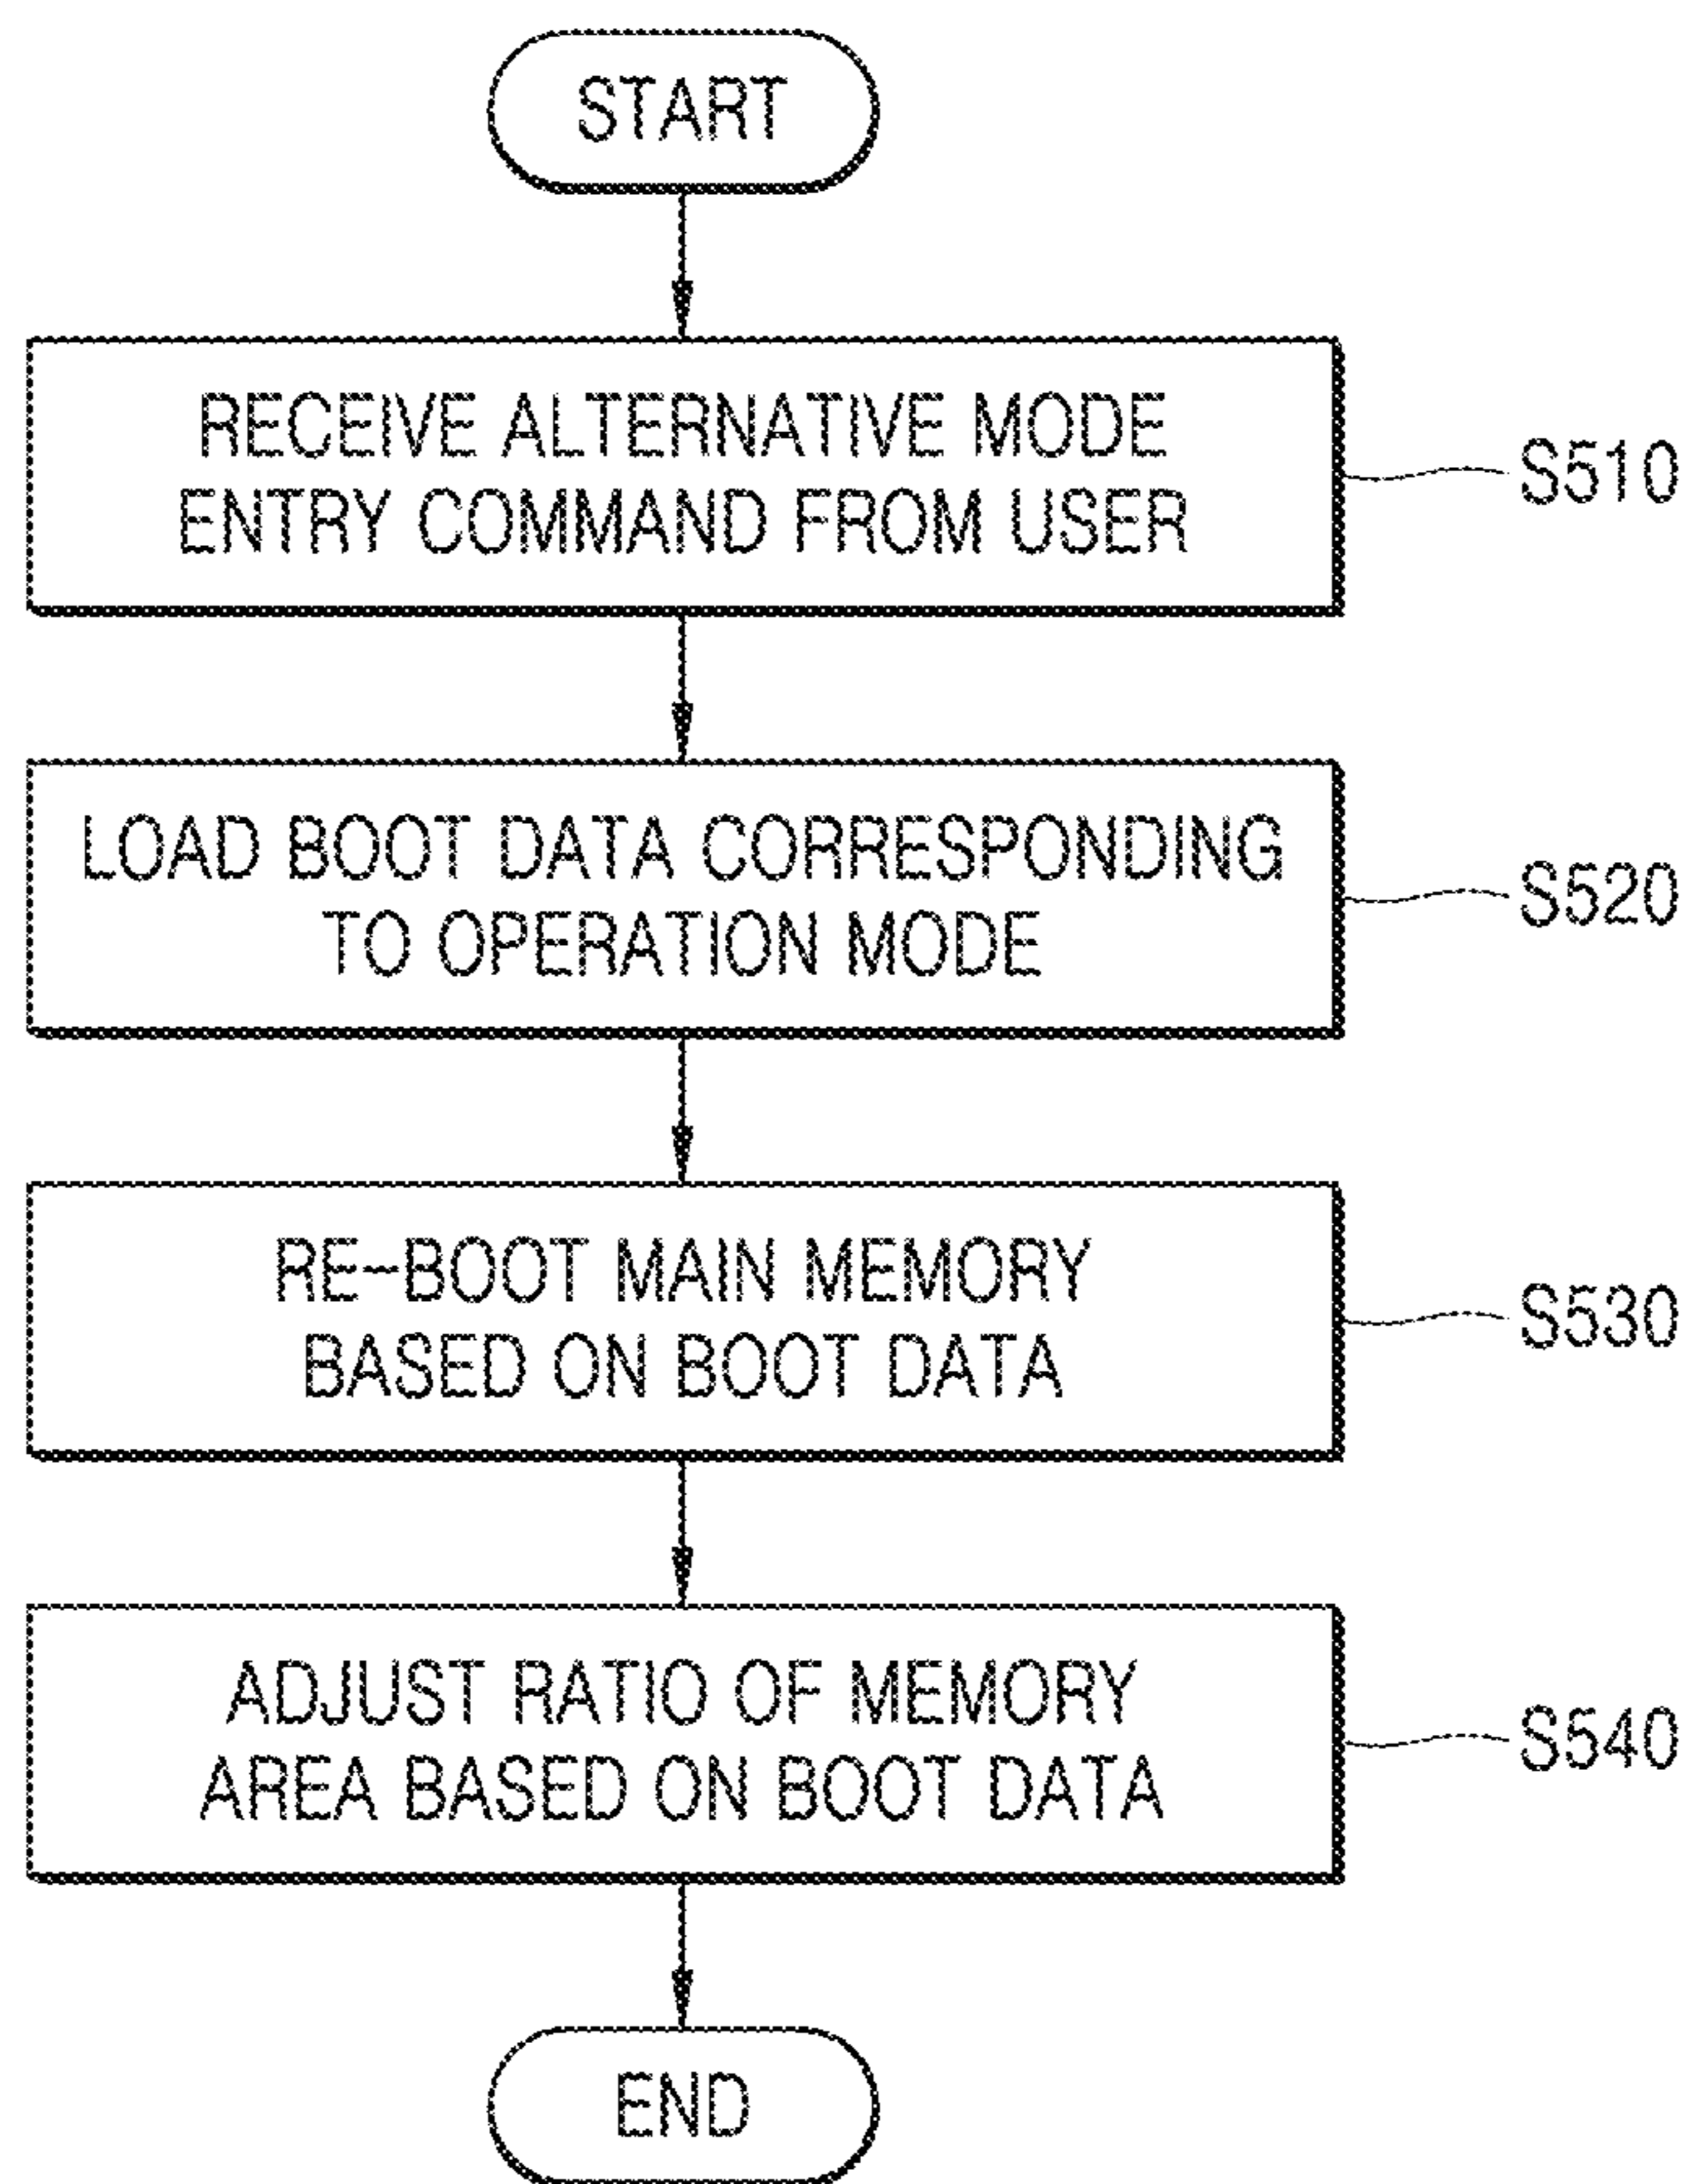 START
RECEIVE ALTERNATIVE MODE
ENTRY COMMAND FROM USER
S510
LOAD BOOT DATA CORRESPONDING
TO OPERATION MODE
S520
RE-BOOT MAIN MEMORY
BASED ON BOOT DATA
S530
ADJUST RATIO OF MEMORY
AREA BASED ON BOOT DATA
S540
END